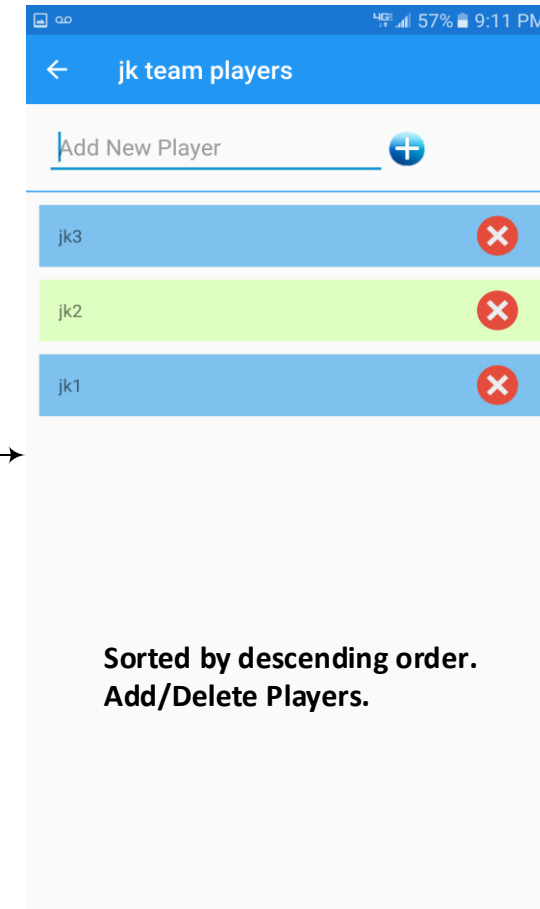 4G 57% 9:11 PM
jk team players
Add New Player
jk3
jk2
jk1
Sorted by descending order.
Add/Delete Players.